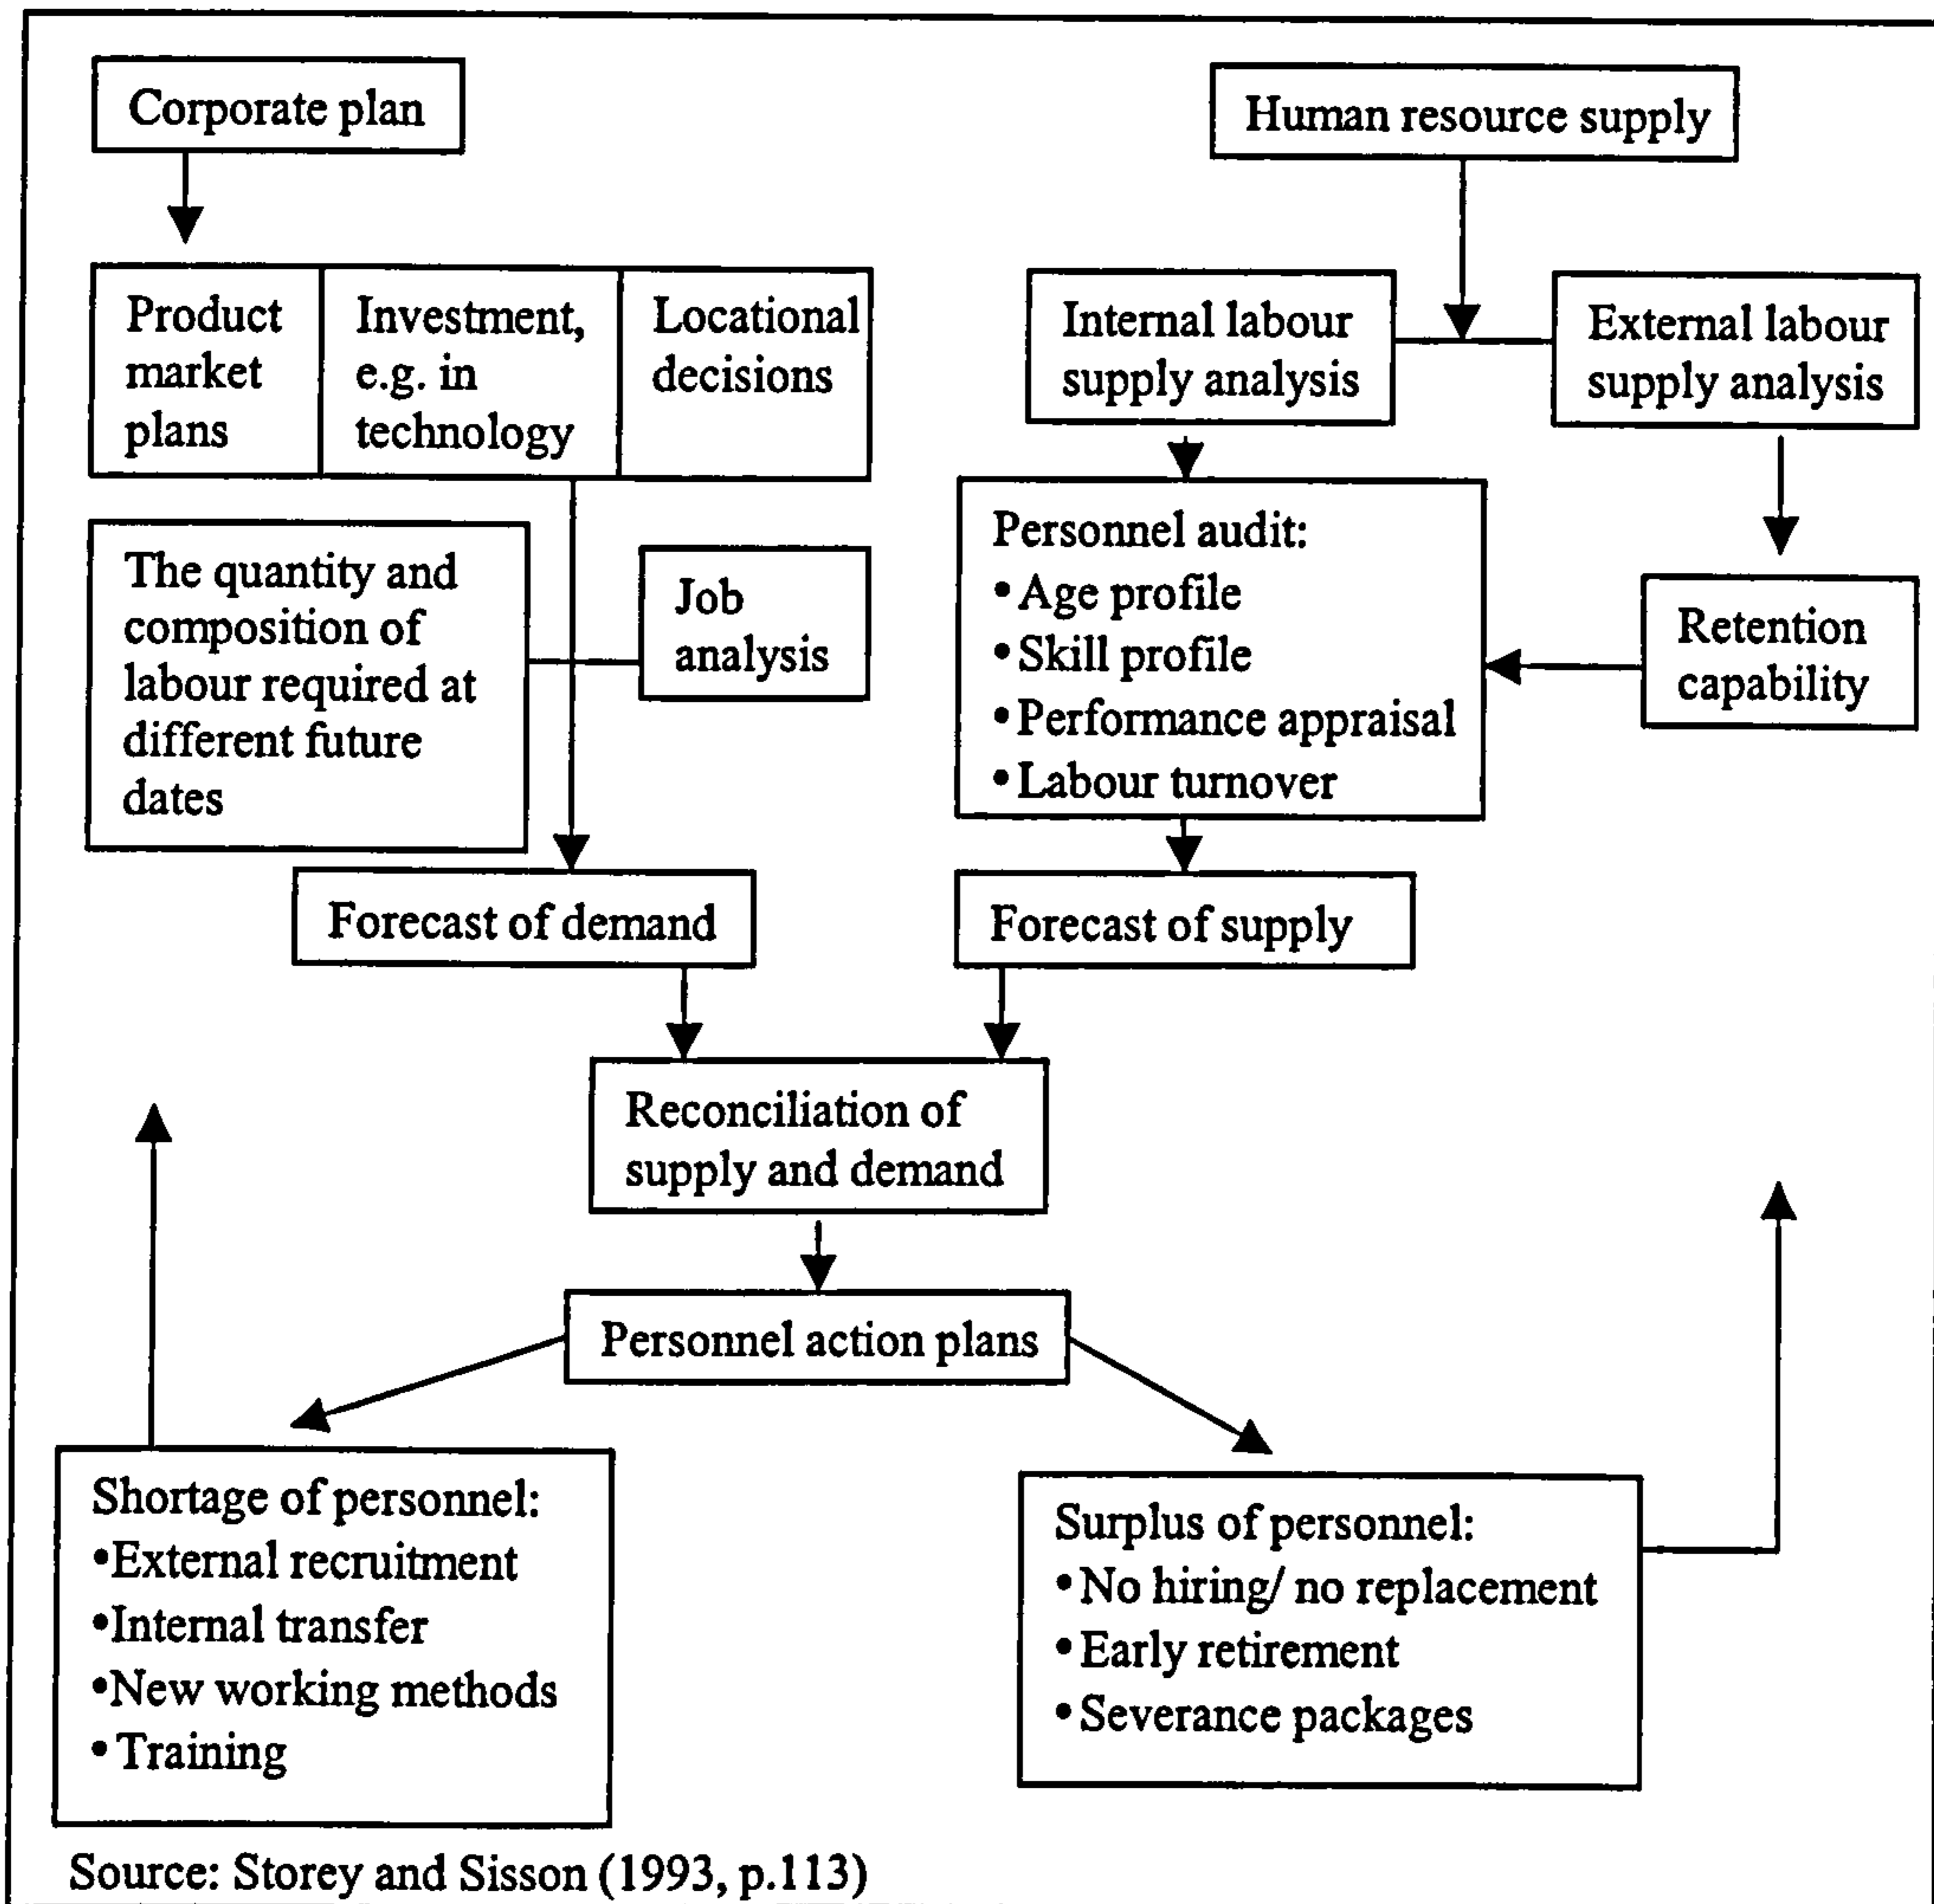 Corporate plan
Human resource supply
Product
market
plans
Investment,
e.g. in
technology
Locational
decisions
Internal labour
supply analysis
External labour
supply analysis
The quantity and
composition of
labour required at
different future
dates
Job
analysis
Personnel audit:
•Age profile
•Skill profile
•Performance appraisal
•Labour turnover
Retention
capability
Forecast of demand
Forecast of supply
Reconciliation of
supply and demand
Personnel action plans
Shortage of personnel:
•External recruitment
•Internal transfer
•New working methods
•Training
Surplus of personnel:
•No hiring/ no replacement
•Early retirement
•Severance packages
Source: Storey and Sisson (1993, p.113)